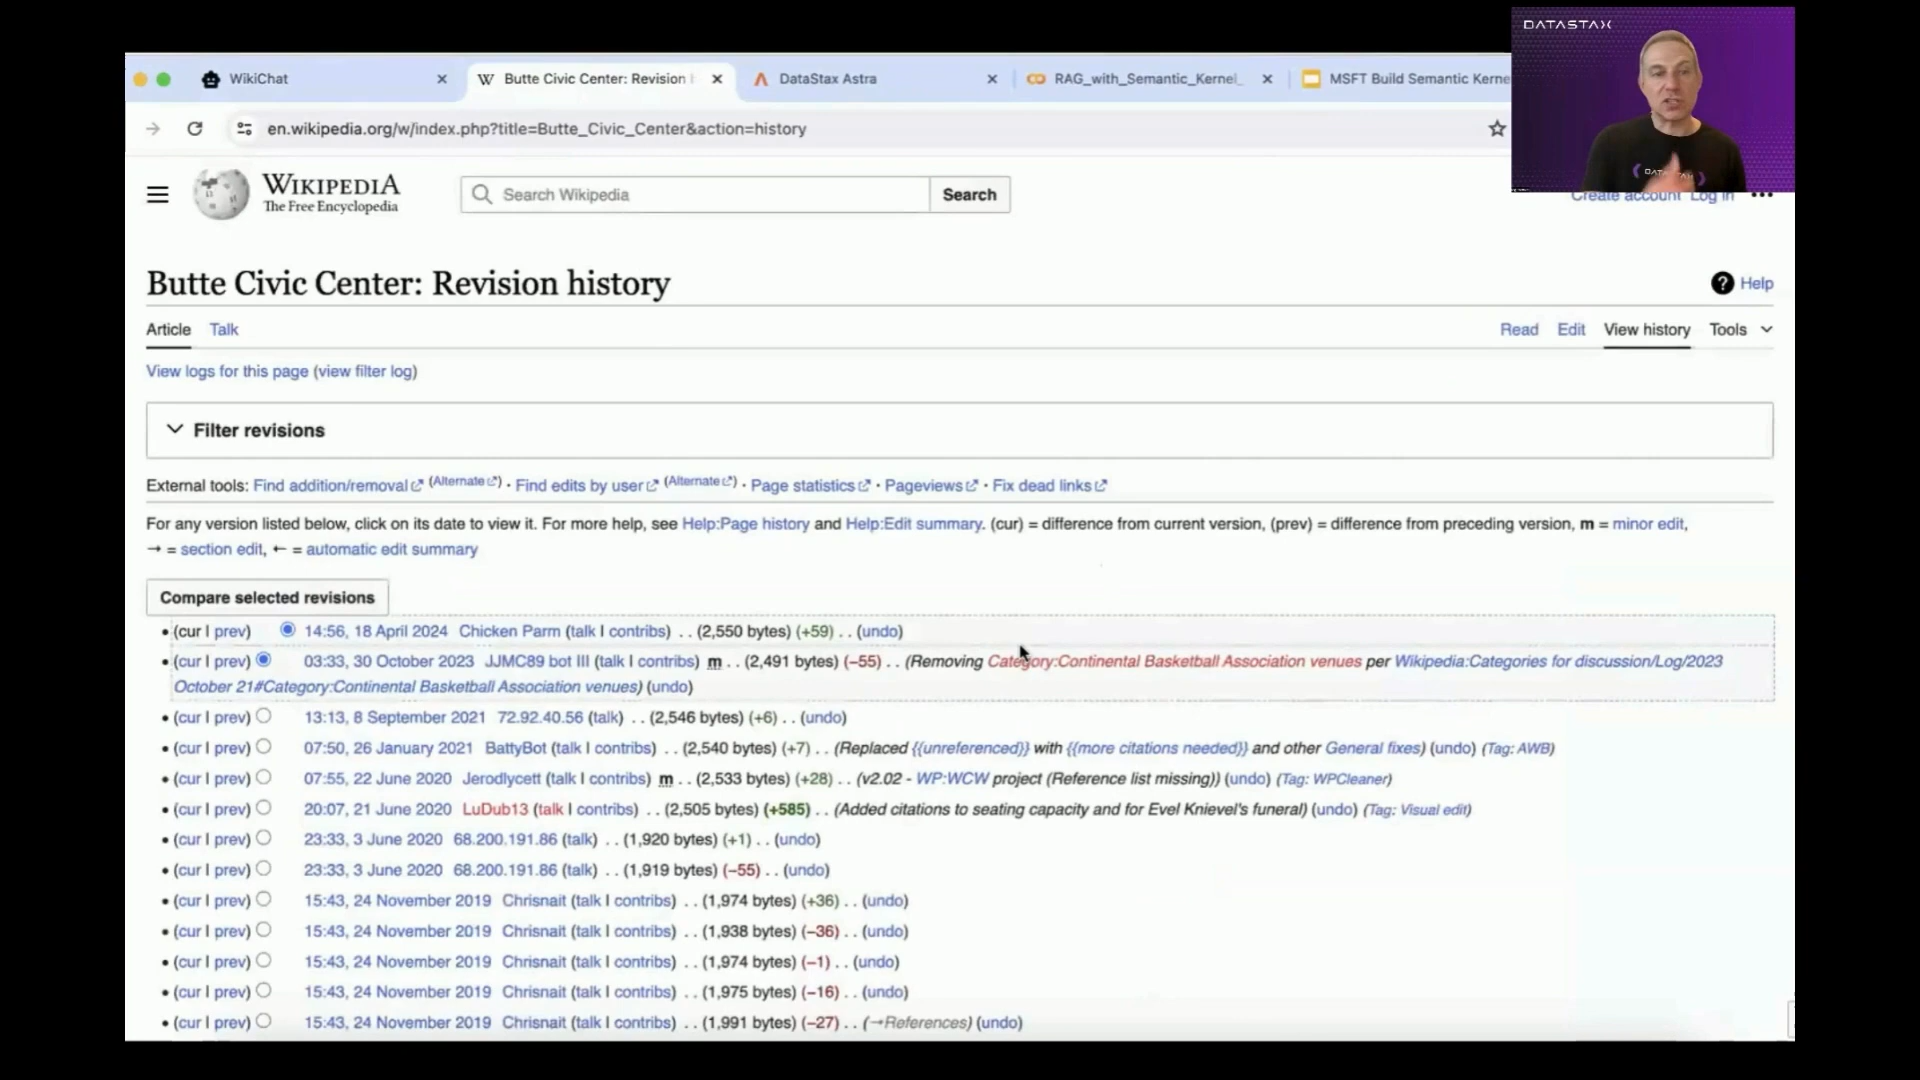 DATASTAX
WikiChat
Butte Civic Center: Revision
DataStax Astra
RAG_with_Semantic_Kernel_
MSFT Build Semantic Kerne
en.wikipedia.org/w/index.php?title=Butte_Civic_Center&action=history
WIKIPEDIA
The Free Encyclopedia
Search Wikipedia
Search
Create account Log in
Butte Civic Center: Revision history
Help
Article Talk
Read Edit View history Tools
View logs for this page (view filter log)
Filter revisions
External tools: Find addition/removal (Alternate) · Find edits by user (Alternate) · Page statistics · Pageviews · Fix dead links
For any version listed below, click on its date to view it. For more help, see Help:Page history and Help:Edit summary. (cur) = difference from current version, (prev) = difference from preceding version, m = minor edit,
→ = section edit, ← = automatic edit summary
Compare selected revisions
• (cur | prev) 14:56, 18 April 2024 Chicken Parm (talk | contribs) . . (2,550 bytes) (+59) . . (undo)
• (cur | prev) 03:33, 30 October 2023 JJMC89 bot III (talk | contribs) m . . (2,491 bytes) (−55) . . (Removing Category:Continental Basketball Association venues per Wikipedia:Categories for discussion/Log/2023
October 21#Category:Continental Basketball Association venues) (undo)
• (cur | prev) 13:13, 8 September 2021 72.92.40.56 (talk) . . (2,546 bytes) (+6) . . (undo)
• (cur | prev) 07:50, 26 January 2021 BattyBot (talk | contribs) . . (2,540 bytes) (+7) . . (Replaced {{unreferenced}} with {{more citations needed}} and other General fixes) (undo) (Tag: AWB)
• (cur | prev) 07:55, 22 June 2020 Jerodlycett (talk | contribs) m . . (2,533 bytes) (+28) . . (v2.02 - WP:WCW project (Reference list missing)) (undo) (Tag: WPCleaner)
• (cur | prev) 20:07, 21 June 2020 LuDub13 (talk | contribs) . . (2,505 bytes) (+585) . . (Added citations to seating capacity and for Evel Knievel's funeral) (undo) (Tag: Visual edit)
• (cur | prev) 23:33, 3 June 2020 68.200.191.86 (talk) . . (1,920 bytes) (+1) . . (undo)
• (cur | prev) 23:33, 3 June 2020 68.200.191.86 (talk) . . (1,919 bytes) (−55) . . (undo)
• (cur | prev) 15:43, 24 November 2019 Chrisnait (talk | contribs) . . (1,974 bytes) (+36) . . (undo)
• (cur | prev) 15:43, 24 November 2019 Chrisnait (talk | contribs) . . (1,938 bytes) (−36) . . (undo)
• (cur | prev) 15:43, 24 November 2019 Chrisnait (talk | contribs) . . (1,974 bytes) (−1) . . (undo)
• (cur | prev) 15:43, 24 November 2019 Chrisnait (talk | contribs) . . (1,975 bytes) (−16) . . (undo)
• (cur | prev) 15:43, 24 November 2019 Chrisnait (talk | contribs) . . (1,991 bytes) (−27) . . (→References) (undo)